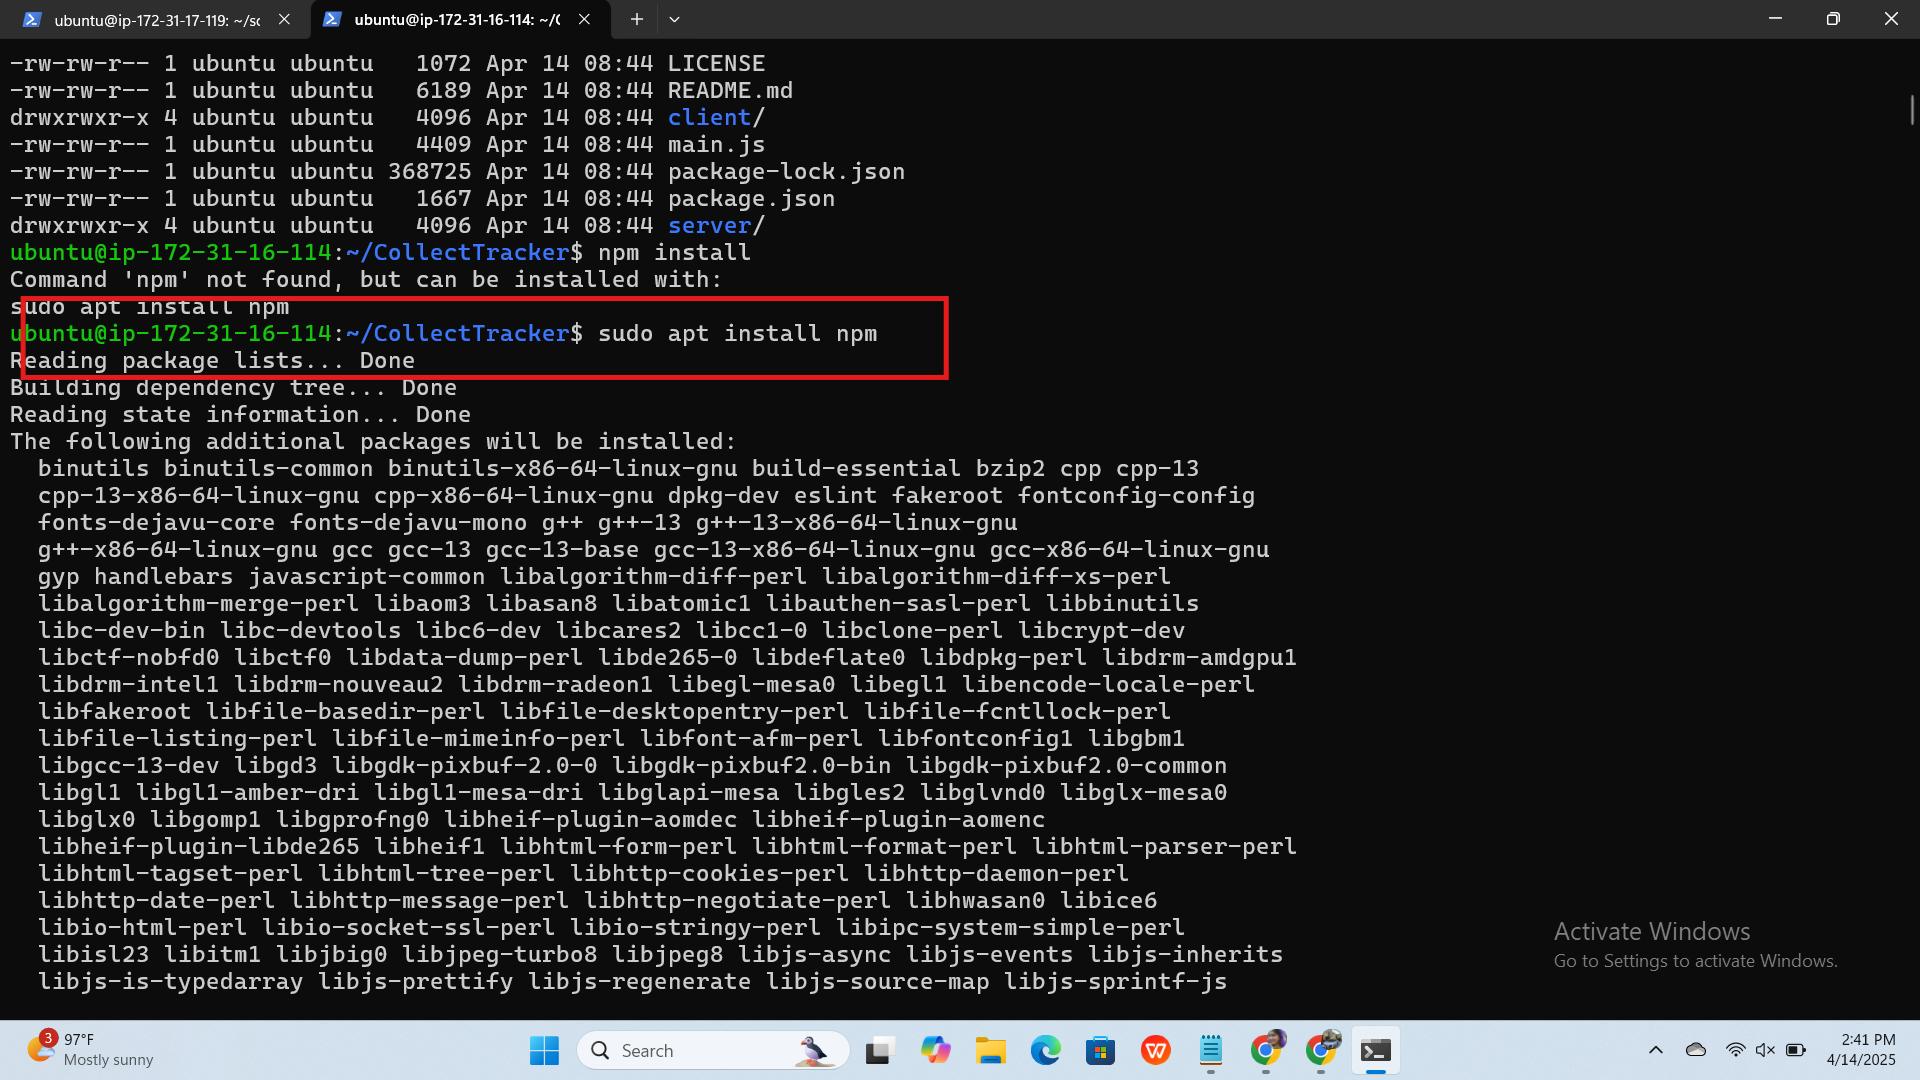 ubuntu@ip-172-31-17-119: ~/sc
ubuntu@ip-172-31-16-114: ~/C
-rw-rw-r-- 1 ubuntu ubuntu   1072 Apr 14 08:44 LICENSE
-rw-rw-r-- 1 ubuntu ubuntu   6189 Apr 14 08:44 README.md
drwxrwxr-x 4 ubuntu ubuntu   4096 Apr 14 08:44 client/
-rw-rw-r-- 1 ubuntu ubuntu   4409 Apr 14 08:44 main.js
-rw-rw-r-- 1 ubuntu ubuntu 368725 Apr 14 08:44 package-lock.json
-rw-rw-r-- 1 ubuntu ubuntu   1667 Apr 14 08:44 package.json
drwxrwxr-x 4 ubuntu ubuntu   4096 Apr 14 08:44 server/
ubuntu@ip-172-31-16-114:~/CollectTracker$ npm install
Command 'npm' not found, but can be installed with:
sudo apt install npm
ubuntu@ip-172-31-16-114:~/CollectTracker$ sudo apt install npm
Reading package lists... Done
Building dependency tree... Done
Reading state information... Done
The following additional packages will be installed:
  binutils binutils-common binutils-x86-64-linux-gnu build-essential bzip2 cpp cpp-13
  cpp-13-x86-64-linux-gnu cpp-x86-64-linux-gnu dpkg-dev eslint fakeroot fontconfig-config
  fonts-dejavu-core fonts-dejavu-mono g++ g++-13 g++-13-x86-64-linux-gnu
  g++-x86-64-linux-gnu gcc gcc-13 gcc-13-base gcc-13-x86-64-linux-gnu gcc-x86-64-linux-gnu
  gyp handlebars javascript-common libalgorithm-diff-perl libalgorithm-diff-xs-perl
  libalgorithm-merge-perl libaom3 libasan8 libatomic1 libauthen-sasl-perl libbinutils
  libc-dev-bin libc-devtools libc6-dev libcares2 libcc1-0 libclone-perl libcrypt-dev
  libctf-nobfd0 libctf0 libdata-dump-perl libde265-0 libdeflate0 libdpkg-perl libdrm-amdgpu1
  libdrm-intel1 libdrm-nouveau2 libdrm-radeon1 libegl-mesa0 libegl1 libencode-locale-perl
  libfakeroot libfile-basedir-perl libfile-desktopentry-perl libfile-fcntllock-perl
  libfile-listing-perl libfile-mimeinfo-perl libfont-afm-perl libfontconfig1 libgbm1
  libgcc-13-dev libgd3 libgdk-pixbuf-2.0-0 libgdk-pixbuf2.0-bin libgdk-pixbuf2.0-common
  libgl1 libgl1-amber-dri libgl1-mesa-dri libglapi-mesa libgles2 libglvnd0 libglx-mesa0
  libglx0 libgomp1 libgprofng0 libheif-plugin-aomdec libheif-plugin-aomenc
  libheif-plugin-libde265 libheif1 libhtml-form-perl libhtml-format-perl libhtml-parser-perl
  libhtml-tagset-perl libhtml-tree-perl libhttp-cookies-perl libhttp-daemon-perl
  libhttp-date-perl libhttp-message-perl libhttp-negotiate-perl libhwasan0 libice6
  libio-html-perl libio-socket-ssl-perl libio-stringy-perl libipc-system-simple-perl
  libisl23 libitm1 libjbig0 libjpeg-turbo8 libjpeg8 libjs-async libjs-events libjs-inherits
  libjs-is-typedarray libjs-prettify libjs-regenerate libjs-source-map libjs-sprintf-js
Activate Windows
Go to Settings to activate Windows.
3
97°F
Mostly sunny
Search
2:41 PM
4/14/2025